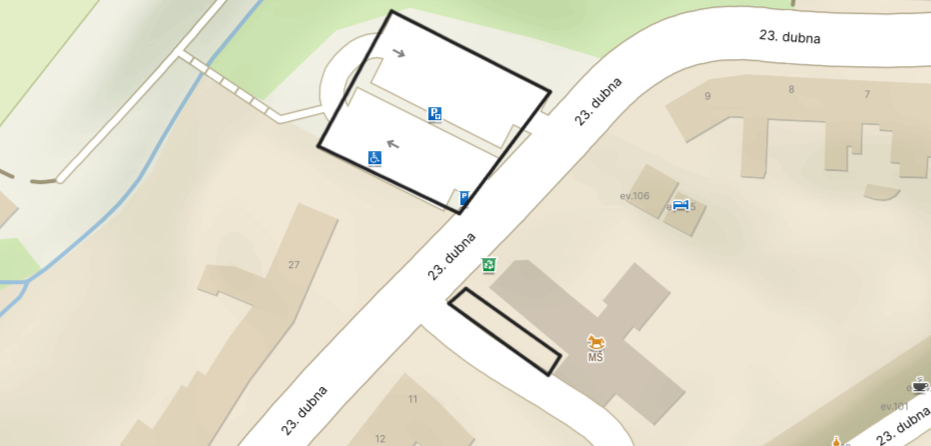 23. dubna
23. dubna
9
8
7
P
P
ev.106
23. dubna
27
MŠ
11
23. dubna
12
ev.101
23. dubna